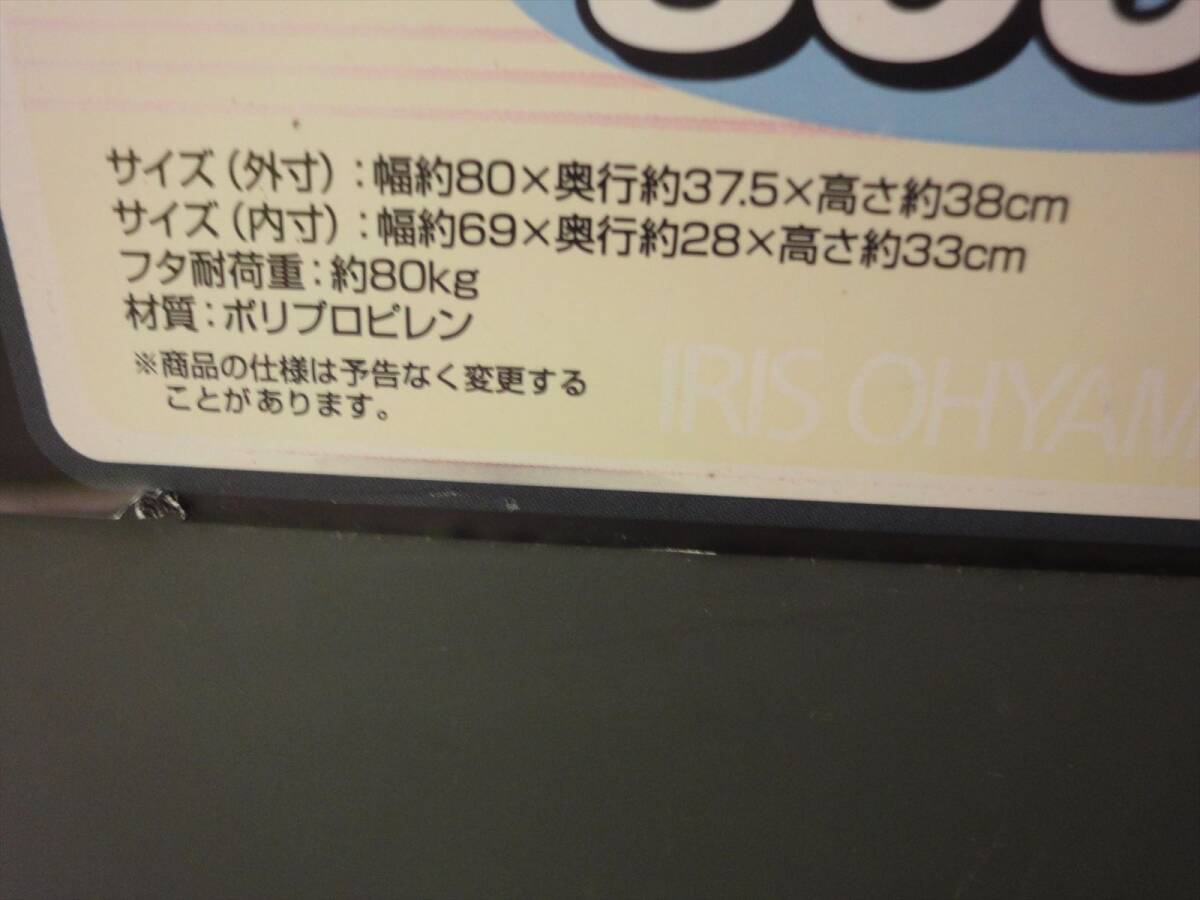 サイズ（外寸）：幅約80×奥行約37.5×高さ約38cm
サイズ（内寸）：幅約69×奥行約28×高さ約33cm
フタ耐荷重：約80kg
材質：ポリプロピレン
※商品の仕様は予告なく変更する
ことがあります。
IRIS OHYAM